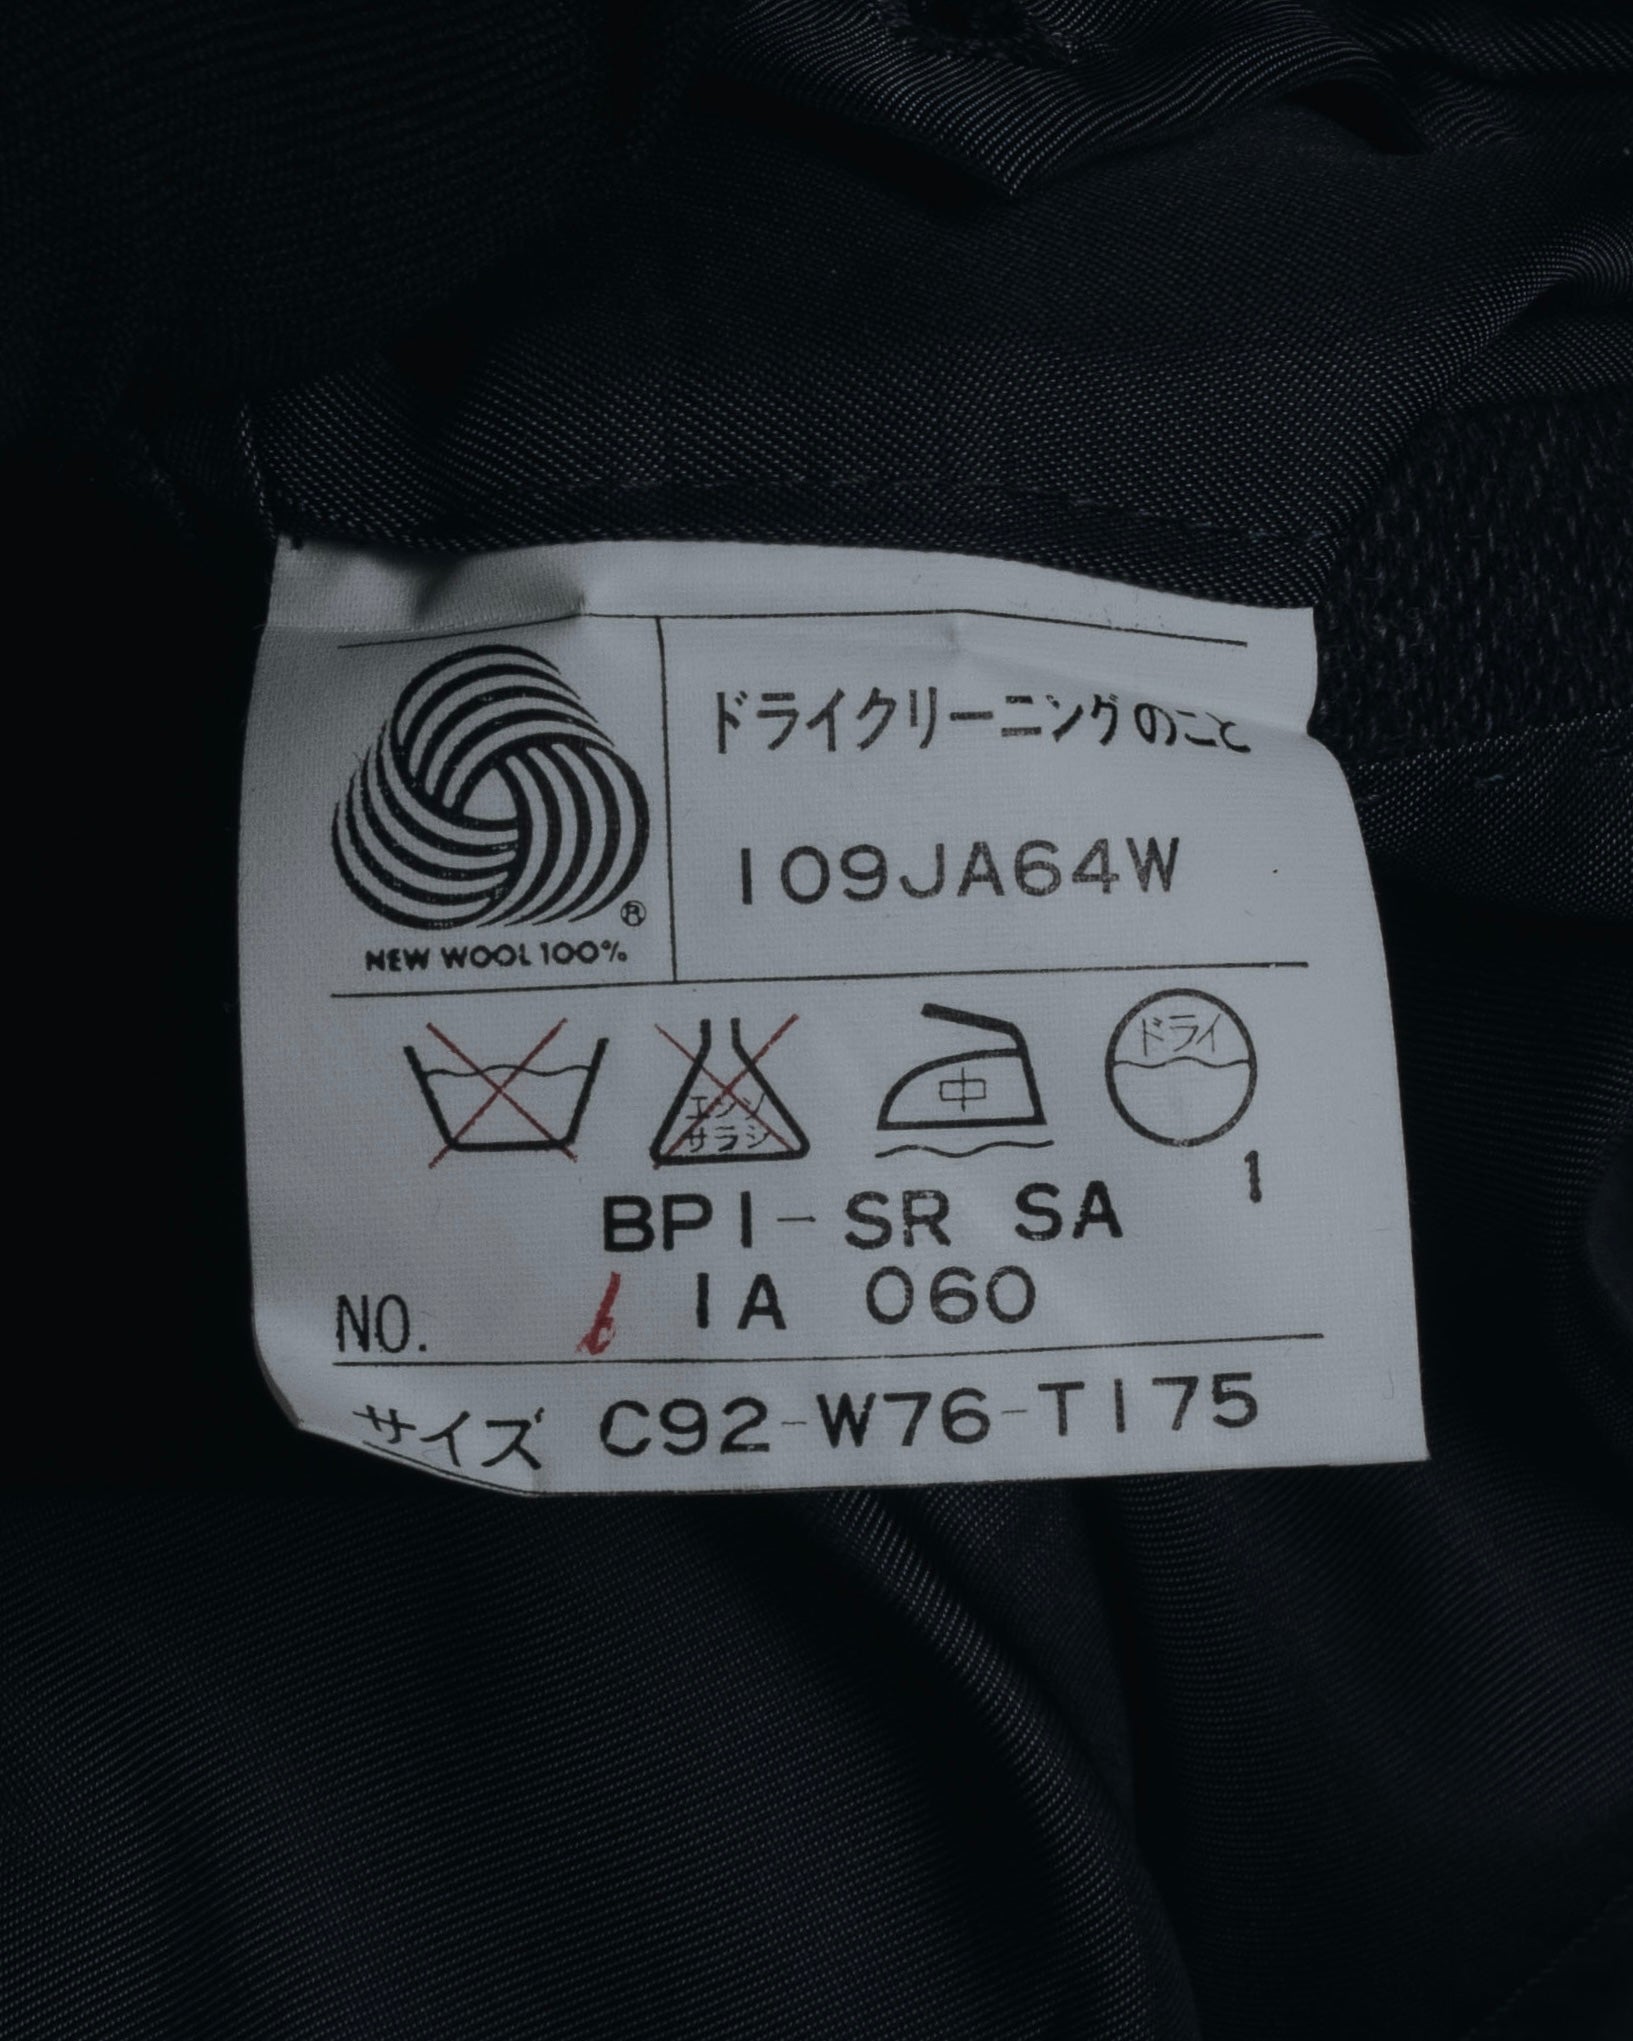 ドライクリーニングのこと
109JA64W
®
NEW WOOL 100%
エンソ
サラシ
中
ドライ
1
BP1-SR SA
NO. 1A 060
サイズ C92-W76-T175